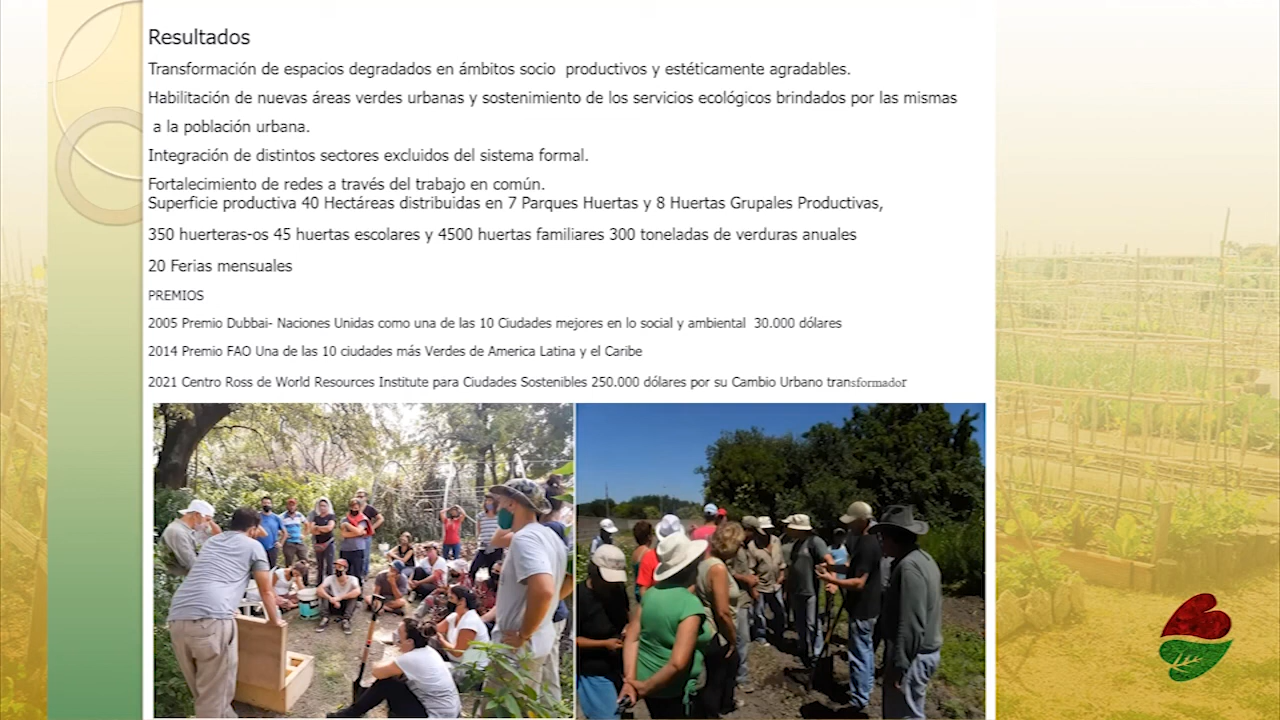 Resultados
Transformación de espacios degradados en ámbitos socio productivos y estéticamente agradables.
Habilitación de nuevas áreas verdes urbanas y sostenimiento de los servicios ecológicos brindados por las mismas
a la población urbana.
Integración de distintos sectores excluidos del sistema formal.
Fortalecimiento de redes a través del trabajo en común.
Superficie productiva 40 Hectáreas distribuidas en 7 Parques Huertas y 8 Huertas Grupales Productivas,
350 huerteras-os 45 huertas escolares y 4500 huertas familiares 300 toneladas de verduras anuales
20 Ferias mensuales
PREMIOS
2005 Premio Dubbai- Naciones Unidas como una de las 10 Ciudades mejores en lo social y ambiental 30.000 dólares
2014 Premio FAO Una de las 10 ciudades más Verdes de America Latina y el Caribe
2021 Centro Ross de World Resources Institute para Ciudades Sostenibles 250.000 dólares por su Cambio Urbano transformador